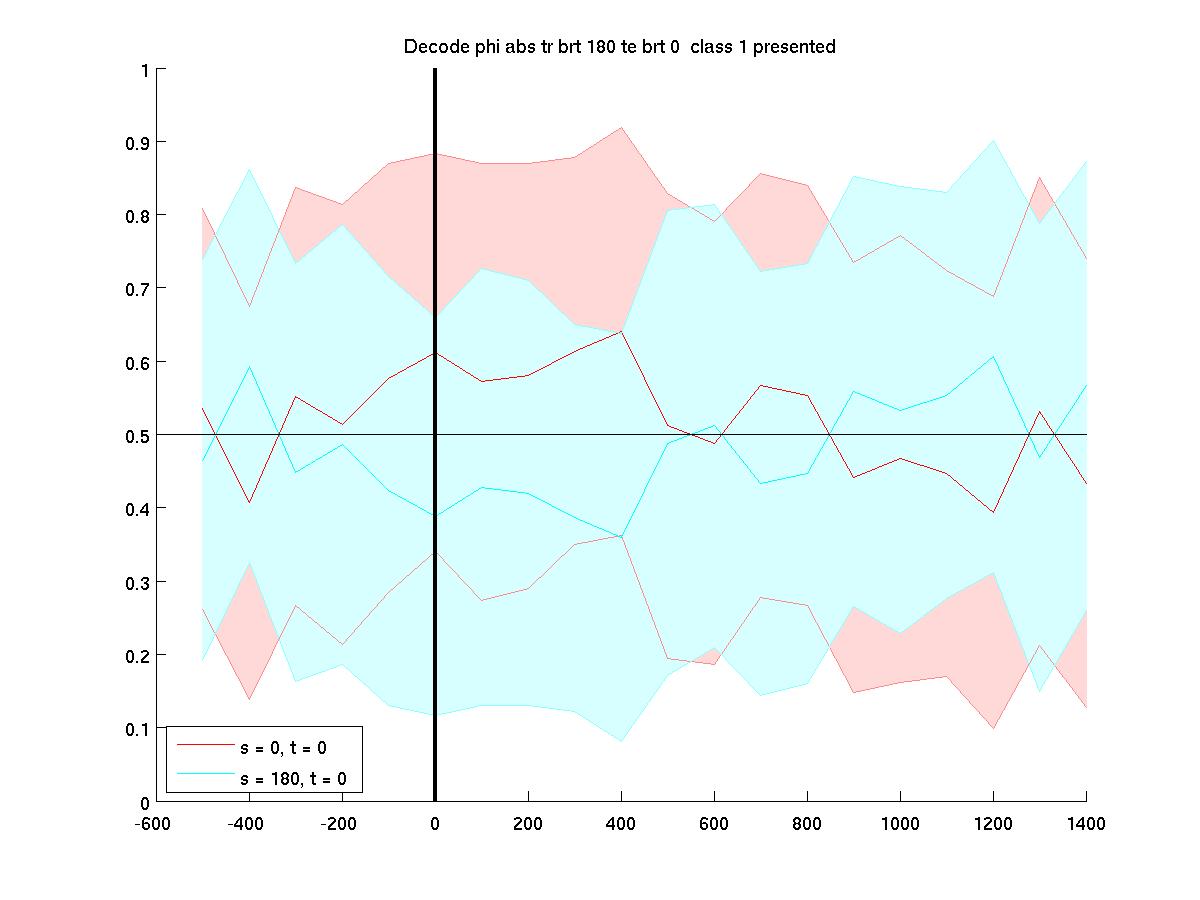 Decode phi abs tr brt 180 te brt 0  class 1 presented
1
0.9
0.8
0.7
0.6
0.5
0.4
0.3
0.2
0.1
0
s = 0, t = 0
s = 180, t = 0
-600 -400 -200 0 200 400 600 800 1000 1200 1400